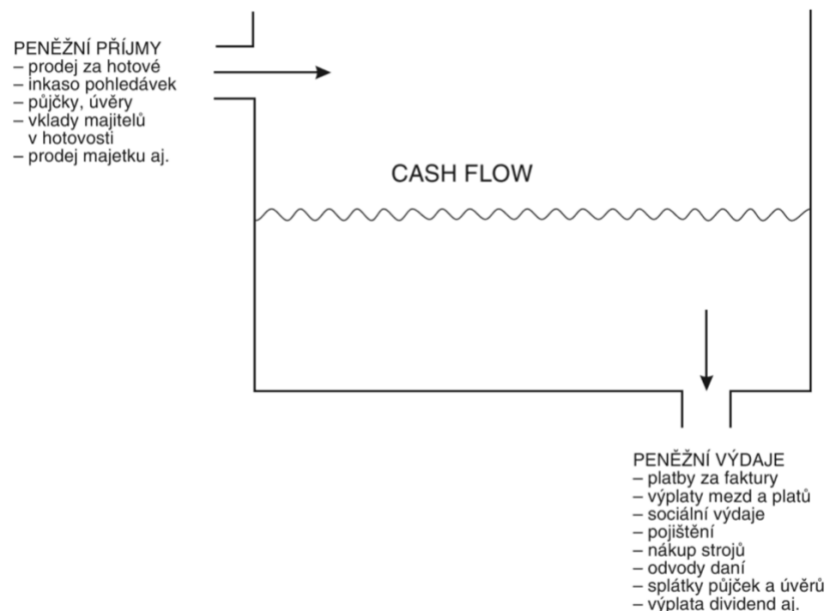 PENĚŽNÍ PŘÍJMY
– prodej za hotové
– inkaso pohledávek
– půjčky, úvěry
– vklady majitelů
v hotovosti
– prodej majetku aj.
CASH FLOW
PENĚŽNÍ VÝDAJE
– platby za faktury
– výplaty mezd a platů
– sociální výdaje
– pojištění
– nákup strojů
– odvody daní
– splátky půjček a úvěrů
– výplata dividend aj.